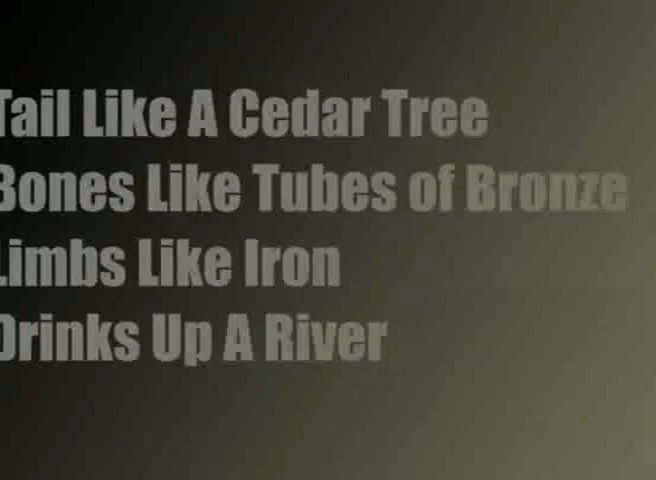 Tail Like A Cedar Tree
Bones Like Tubes of Bronze
Limbs Like Iron
Drinks Up A River